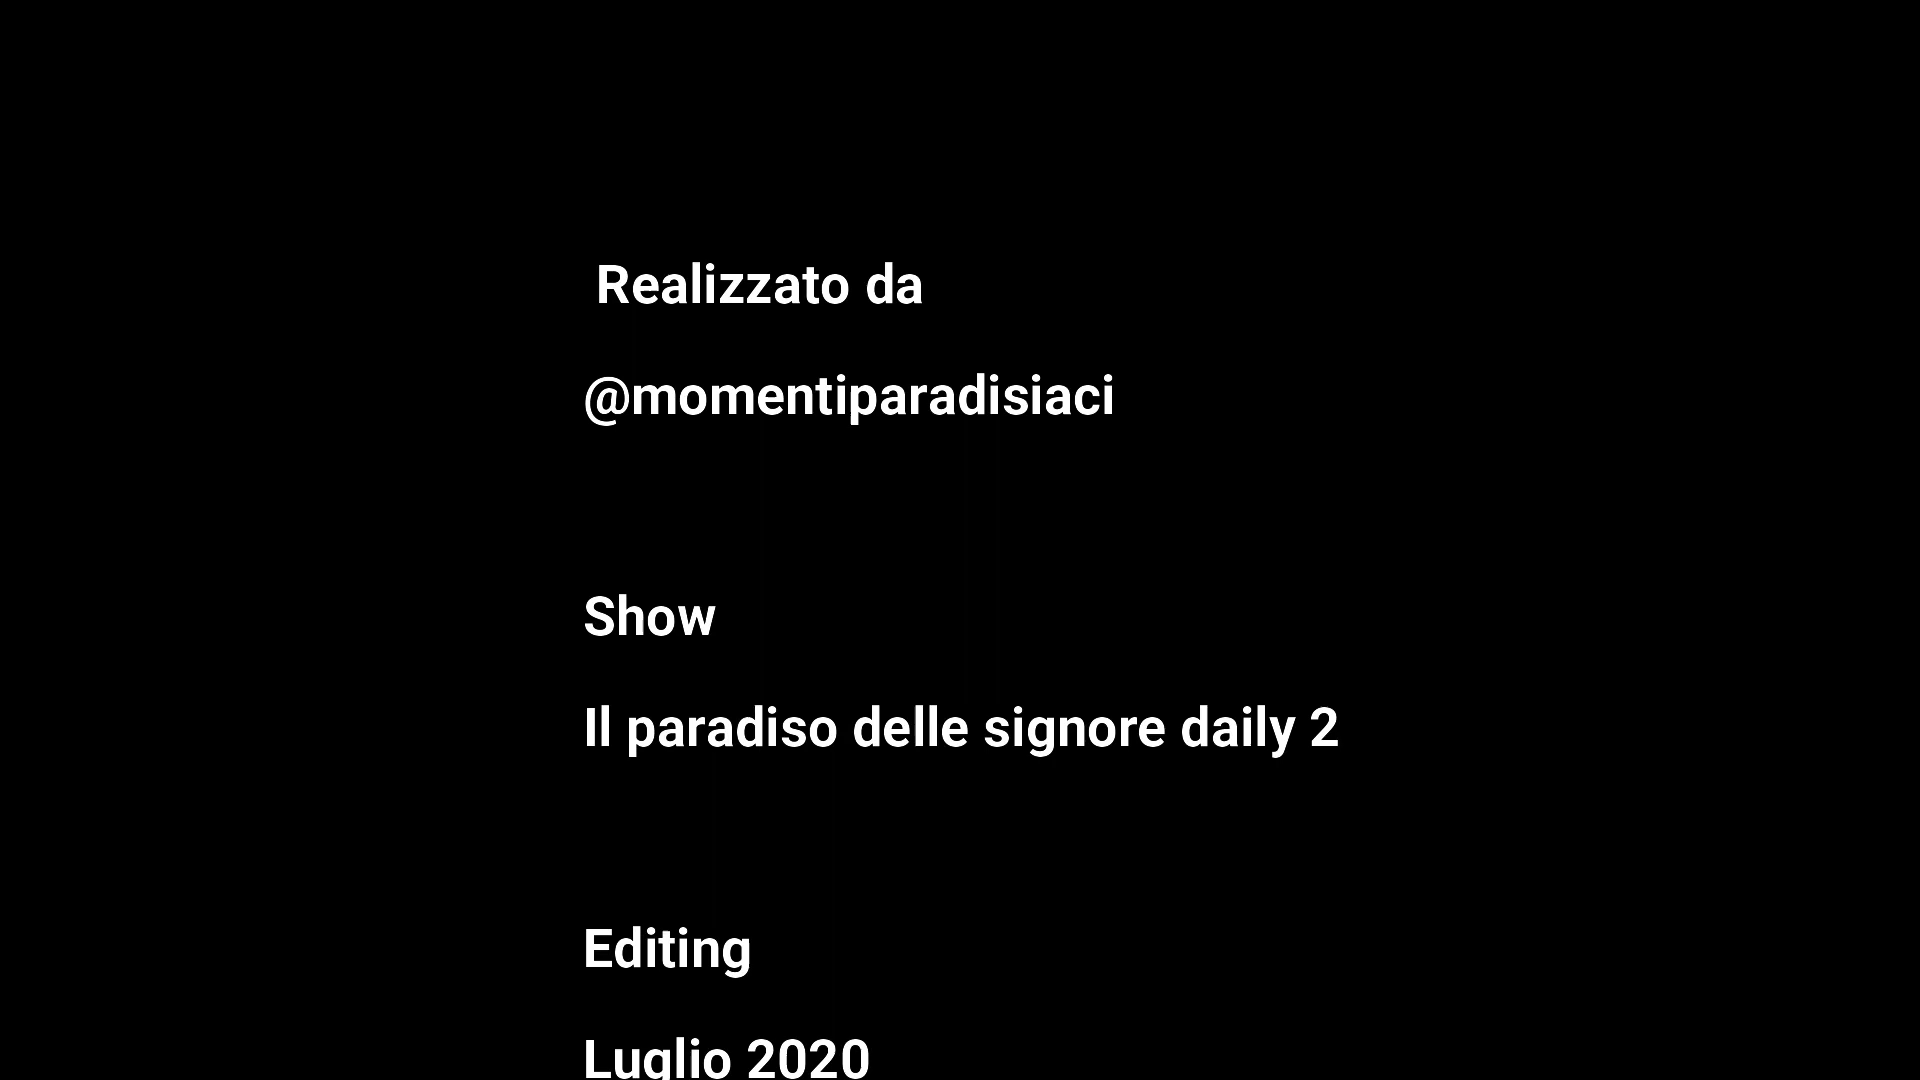 Realizzato da
@momentiparadisiaci
Show
Il paradiso delle signore daily 2
Editing
Luglio 2020